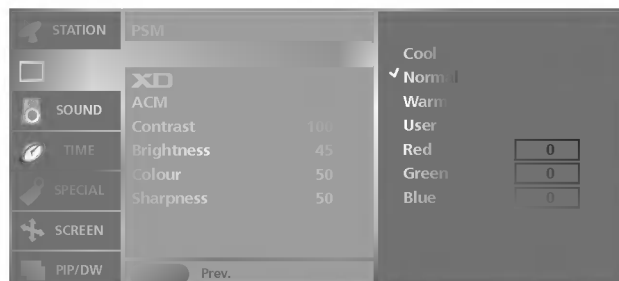 STATION
SOUND
TIME
SPECIAL
SCREEN
PIP/DW
PSM
XD
ACM
Contrast 100
Brightness 45
Colour 50
Sharpness 50
Prev.
Cool
Normal
Warm
User
Red 0
Green 0
Blue 0